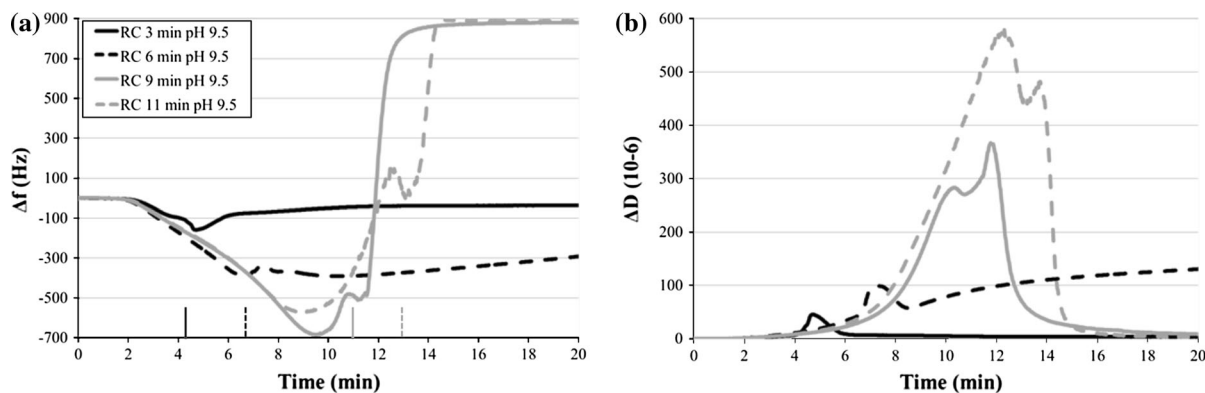 (a)
900
700
500
300
100
-100
-300
-500
-700
Δf (Hz)
RC 3 min pH 9.5
RC 6 min pH 9.5
RC 9 min pH 9.5
RC 11 min pH 9.5
0 2 4 6 8 10 12 14 16 18 20
Time (min)
(b)
600
500
400
300
200
100
0
ΔD (10-6)
0 2 4 6 8 10 12 14 16 18 20
Time (min)